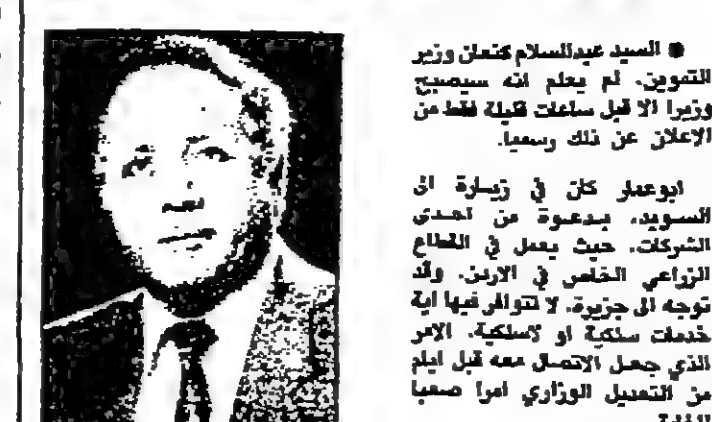 ● السيد عبدالسلام كنعان وزير
التموين، لم يعلم انه سيصبح
وزيرا الا قبل ساعات قليلة فقط من
الإعلان عن ذلك رسميا.
ابوعمار كان في زيارة الى
السويد، بدعوة من احدى
الشركات، حيث يعمل في القطاع
الزراعي الخاص في الاردن. وقد
توجه الى جزيرة، لا تتوافر فيها اية
خدمات سلكية او لاسلكية. الامر
الذي جعل الاتصال معه قبل ايام
من التعديل الوزاري امرا صعبا